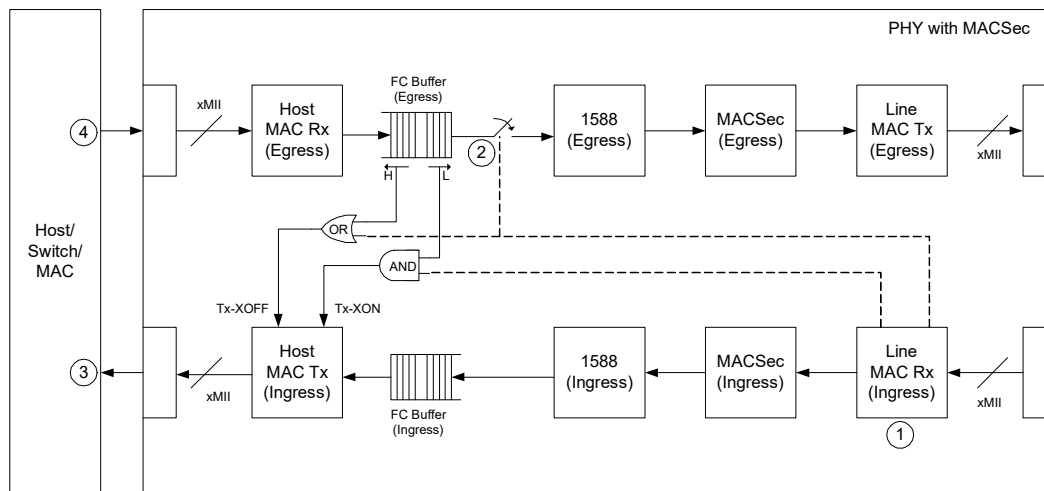 PHY with MACSec
FC Buffer
(Egress)
xMII
Host
MAC Rx
(Egress)
1588
(Egress)
MACSec
(Egress)
Line
MAC Tx
(Egress)
xMII
4
2
H
L
OR
AND
Host/
Switch/
MAC
Tx-XOFF
Tx-XON
3
xMII
Host
MAC Tx
(Ingress)
FC Buffer
(Ingress)
1588
(Ingress)
MACSec
(Ingress)
Line
MAC Rx
(Ingress)
xMII
1